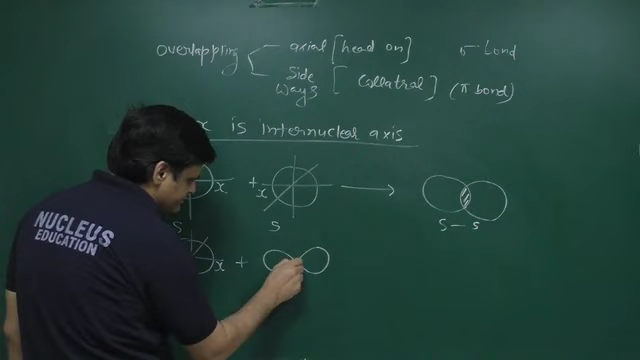 overlapping axial [head on] σ-bond
Side ways [collatral] (π bond)
x is internuclear axis
x + x
S S S — S
x +
NUCLEUS
EDUCATION